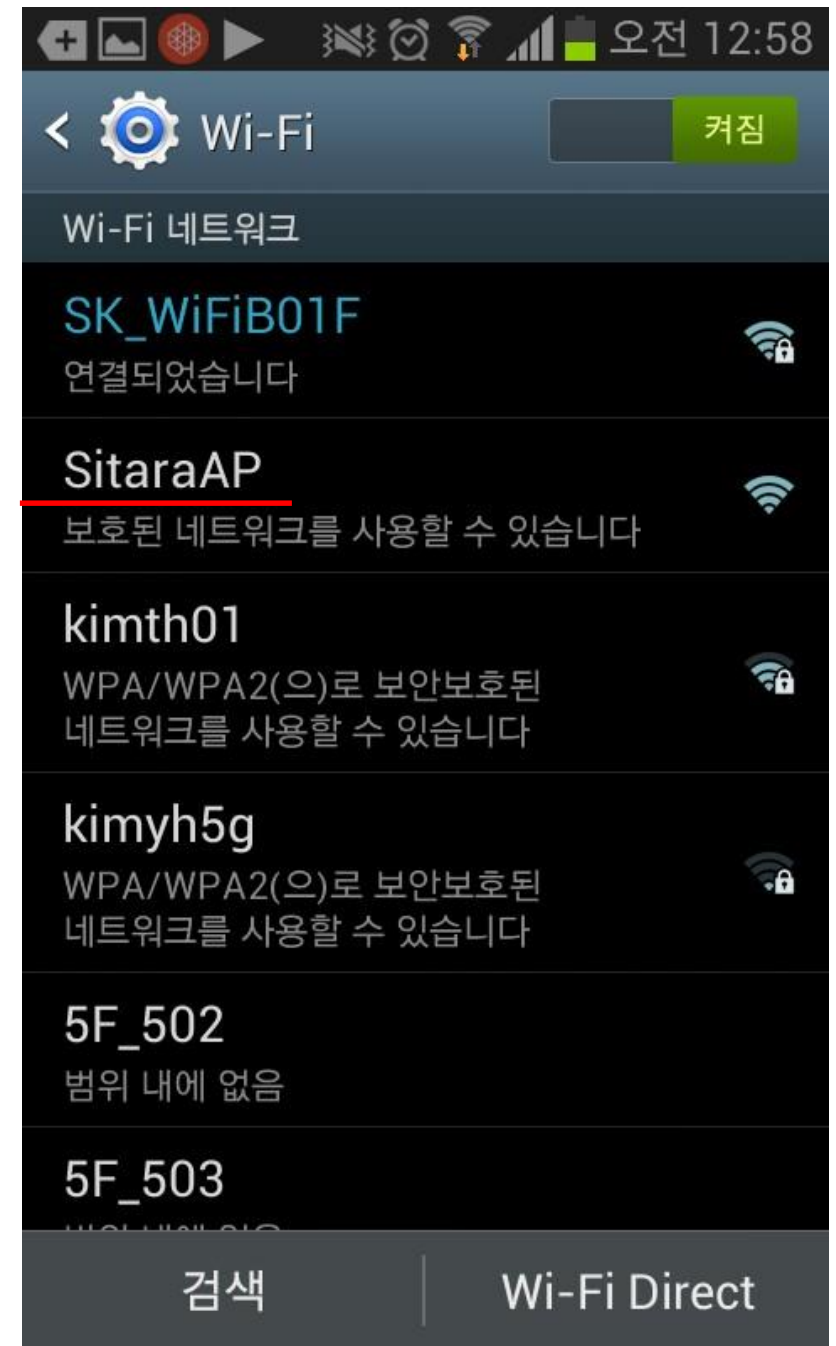 오전 12:58
Wi-Fi
켜짐
Wi-Fi 네트워크
SK_WiFiB01F
연결되었습니다
SitaraAP
보호된 네트워크를 사용할 수 있습니다
kimth01
WPA/WPA2(으)로 보안보호된
네트워크를 사용할 수 있습니다
kimyh5g
WPA/WPA2(으)로 보안보호된
네트워크를 사용할 수 있습니다
5F_502
범위 내에 없음
5F_503
검색
Wi-Fi Direct